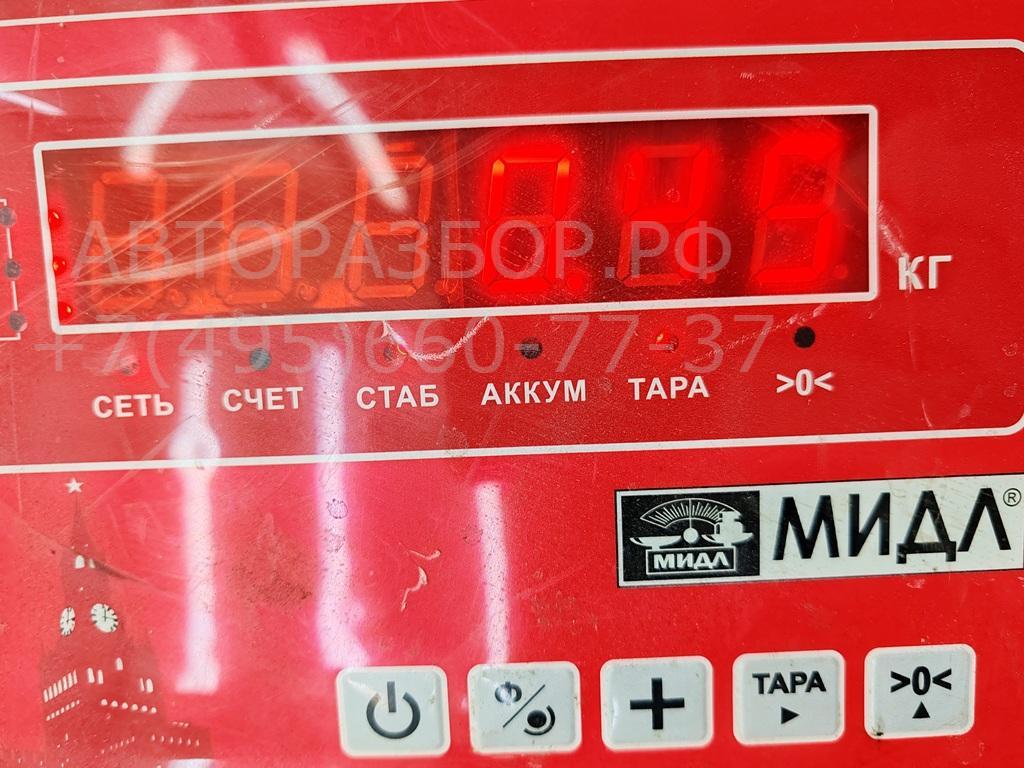 АВТОРАЗБОР.РФ
КГ
+7(495)660-77-37
СЕТЬ СЧЕТ СТАБ АККУМ ТАРА >0<
МИДЛ МИДЛ®
ТАРА >0<